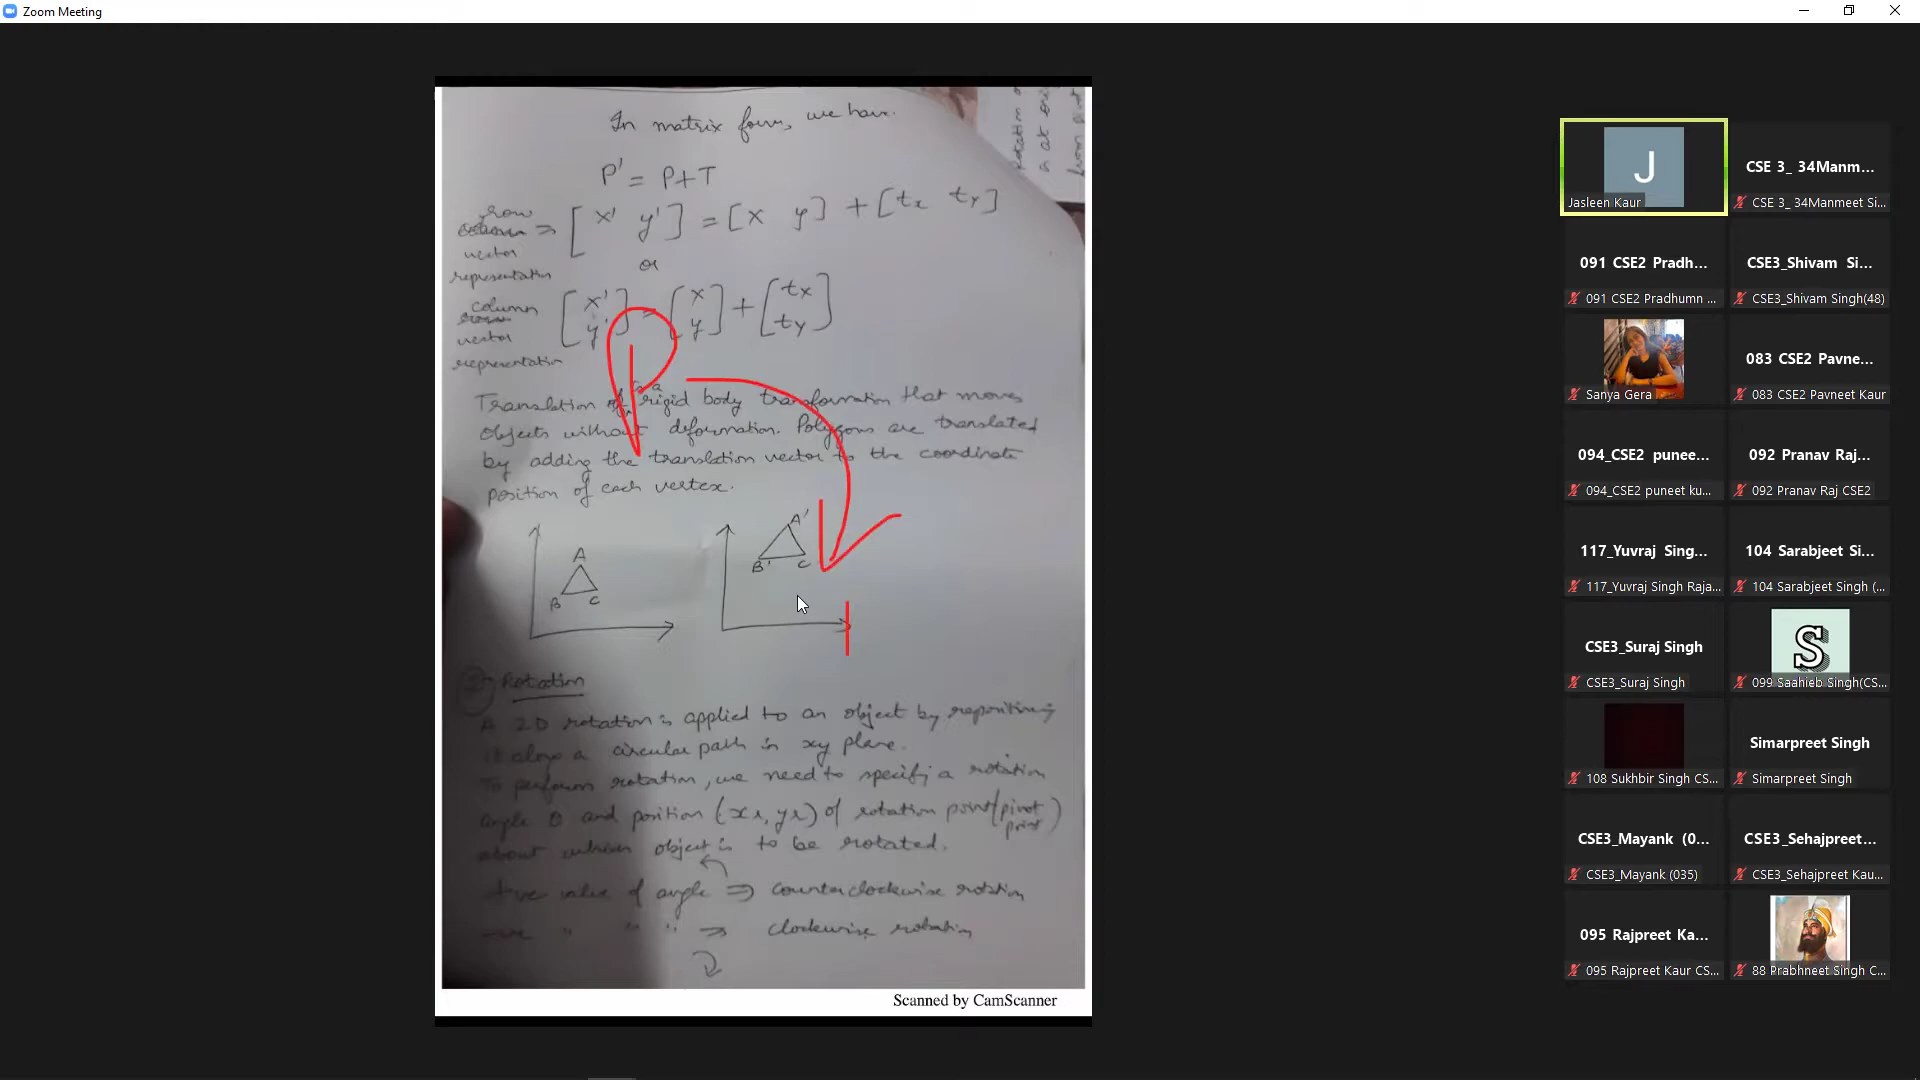 Zoom Meeting
In matrix form, we have.
P' = P+T
row
column ⇒ [x' y'] = [x y] + [tx ty]
vector
representation
or
column
row
vector
representation
[x' y'] = [x y] + [tx ty]
Translation of is a rigid body transformation that moves
objects without deformation. Polygons are translated
by adding the translation vector to the coordinate
position of each vertex.
A
B C
A'
B' C
2 Rotation
A 2D rotation is applied to an object by repositioning
it along a circular path in xy plane.
To perform rotation, we need to specify a rotation
angle θ and position (xr, yr) of rotation point (pivot
point)
about which object is to be rotated.
+ve value of angle ⇒ counterclockwise rotation
-ve " " " ⇒ clockwise rotation
Scanned by CamScanner
rotation
J
Jasleen Kaur
CSE 3_ 34Manm...
CSE 3_ 34Manmeet Si...
091 CSE2 Pradh...
091 CSE2 Pradhumn ...
CSE3_Shivam Si...
CSE3_Shivam Singh(48)
Sanya Gera
083 CSE2 Pavne...
083 CSE2 Pavneet Kaur
094_CSE2 punee...
094_CSE2 puneet ku...
092 Pranav Raj...
092 Pranav Raj CSE2
117_Yuvraj Sing...
117_Yuvraj Singh Raja...
104 Sarabjeet Si...
104 Sarabjeet Singh (...
CSE3_Suraj Singh
CSE3_Suraj Singh
S
099 Saahieb Singh(CS...
108 Sukhbir Singh CS...
Simarpreet Singh
Simarpreet Singh
CSE3_Mayank (0...
CSE3_Mayank (035)
CSE3_Sehajpreet...
CSE3_Sehajpreet Kau...
095 Rajpreet Ka...
095 Rajpreet Kaur CS...
88 Prabhneet Singh C...